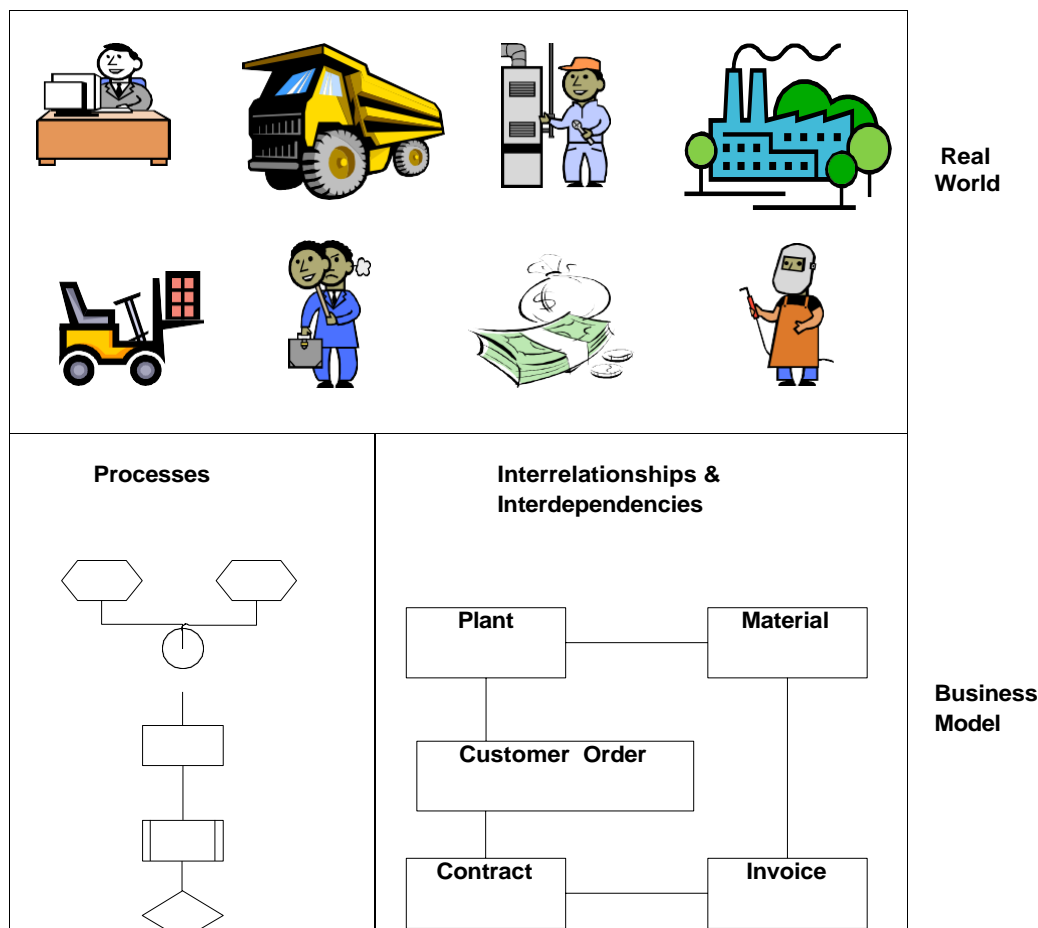 Real
World
Processes
Interrelationships &
Interdependencies
Plant
Material
Customer Order
Contract
Invoice
Business
Model
$